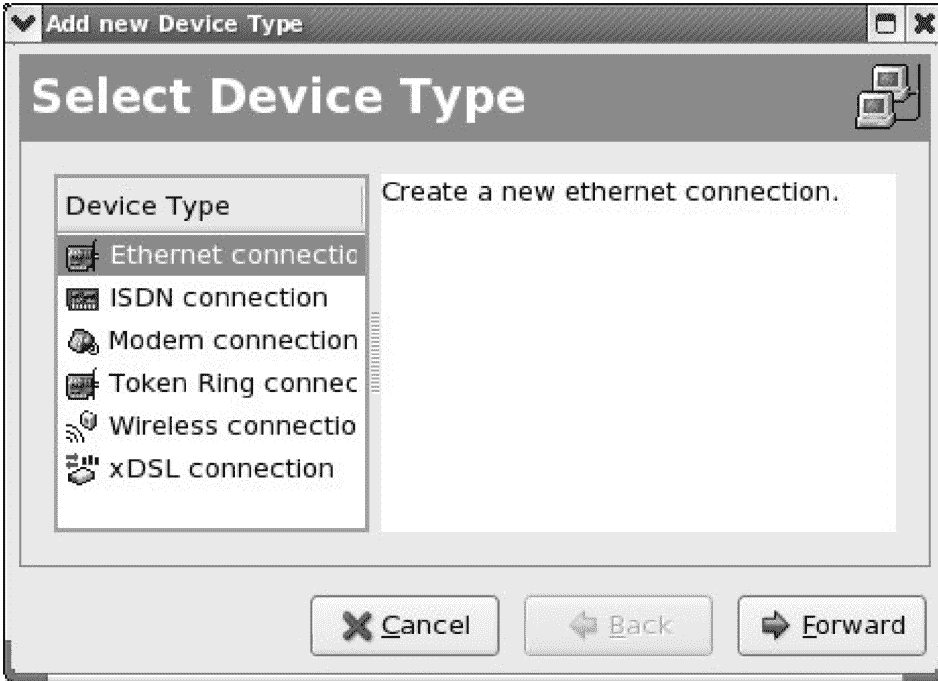 Add new Device Type
Select Device Type
Device Type
Ethernet connectio
ISDN connection
Modem connection
Token Ring connec
Wireless connectio
xDSL connection
Create a new ethernet connection.
Cancel
Back
Forward